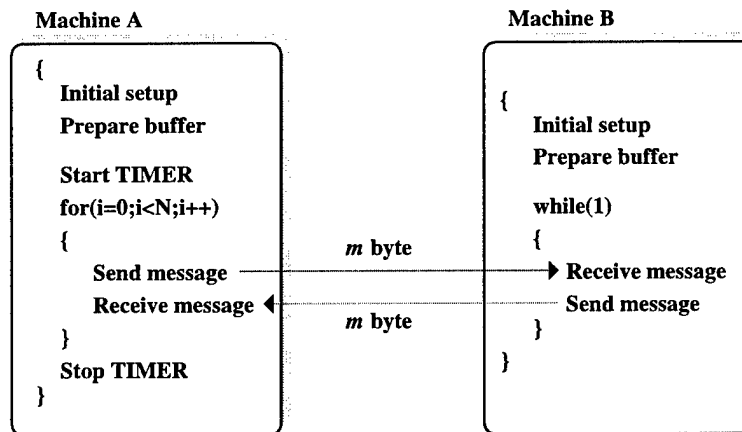 Machine A
{
Initial setup
Prepare buffer
Start TIMER
for(i=0;i<N;i++)
{
Send message
Receive message
}
Stop TIMER
}
m byte
m byte
Machine B
{
Initial setup
Prepare buffer
while(1)
{
Receive message
Send message
}
}